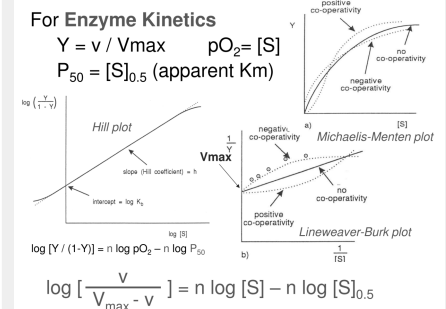 For Enzyme Kinetics
Y = v / Vmax pO₂= [S]
P₅₀ = [S]₀.₅ (apparent Km)
Y
positive
co-operativity
no
co-operativity
negative
co-operativity
a)
[S]
Michaelis-Menten plot
log (Y / 1 - Y)
Hill plot
slope (Hill coefficient) = h
intercept = log K
log [S]
log [Y / (1-Y)] = n log pO₂ – n log P₅₀
1/Y
Vmax
negativ
co-operativity
no
co-operativity
positive
co-operativity
Lineweaver-Burk plot
b)
1/[S]
log [ v / Vmax - v ] = n log [S] – n log [S]₀.₅